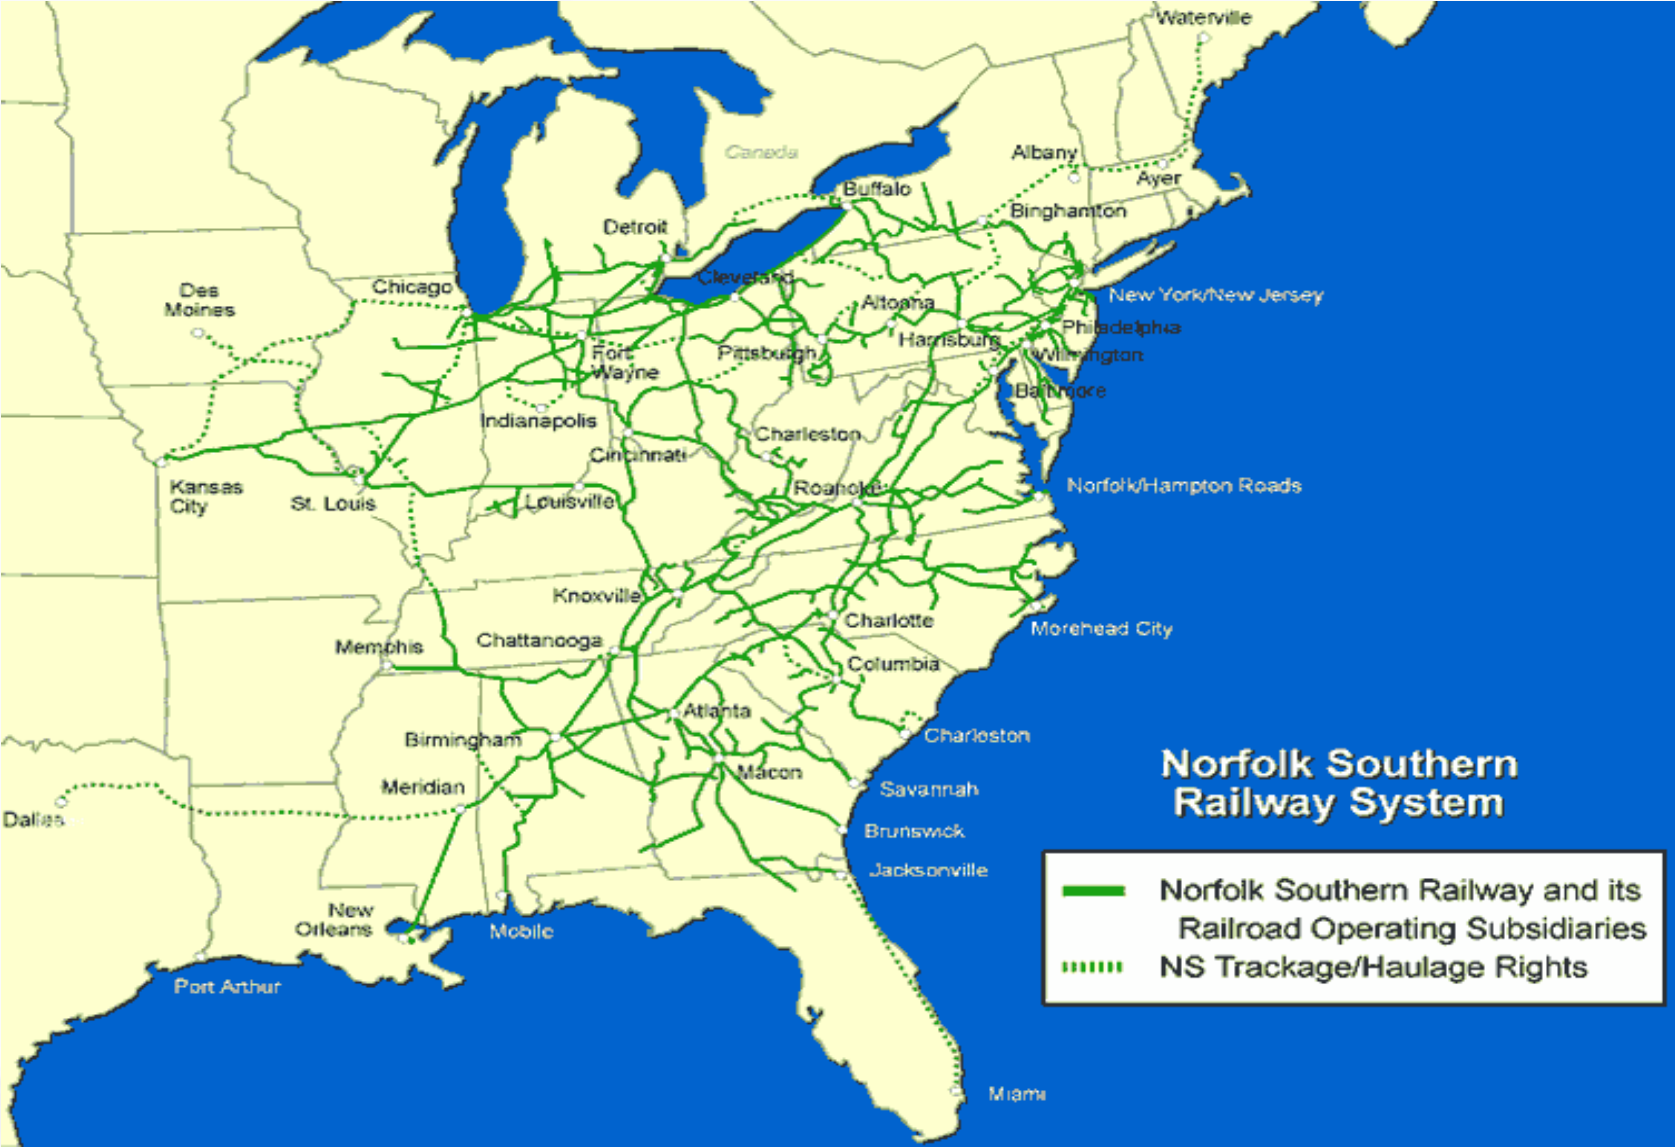 Waterville
Canada
Albany
Ayer
Buffalo
Binghamton
Detroit
Cleveland
Chicago
Des
Moines
New York/New Jersey
Altoona
Philadelphia
Harrisburg
Pittsburgh
Wilmington
Fort
Wayne
Baltimore
Indianapolis
Charleston
Cincinnati
Kansas
City
St. Louis
Louisville
Roanoke
Norfolk/Hampton Roads
Knoxville
Charlotte
Morehead City
Memphis
Chattanooga
Columbia
Atlanta
Birmingham
Charleston
Macon
Meridian
Savannah
Dallas
Brunswick
Jacksonville
New
Orleans
Mobile
Port Arthur
Miami
Norfolk Southern
Railway System
Norfolk Southern Railway and its
Railroad Operating Subsidiaries
NS Trackage/Haulage Rights